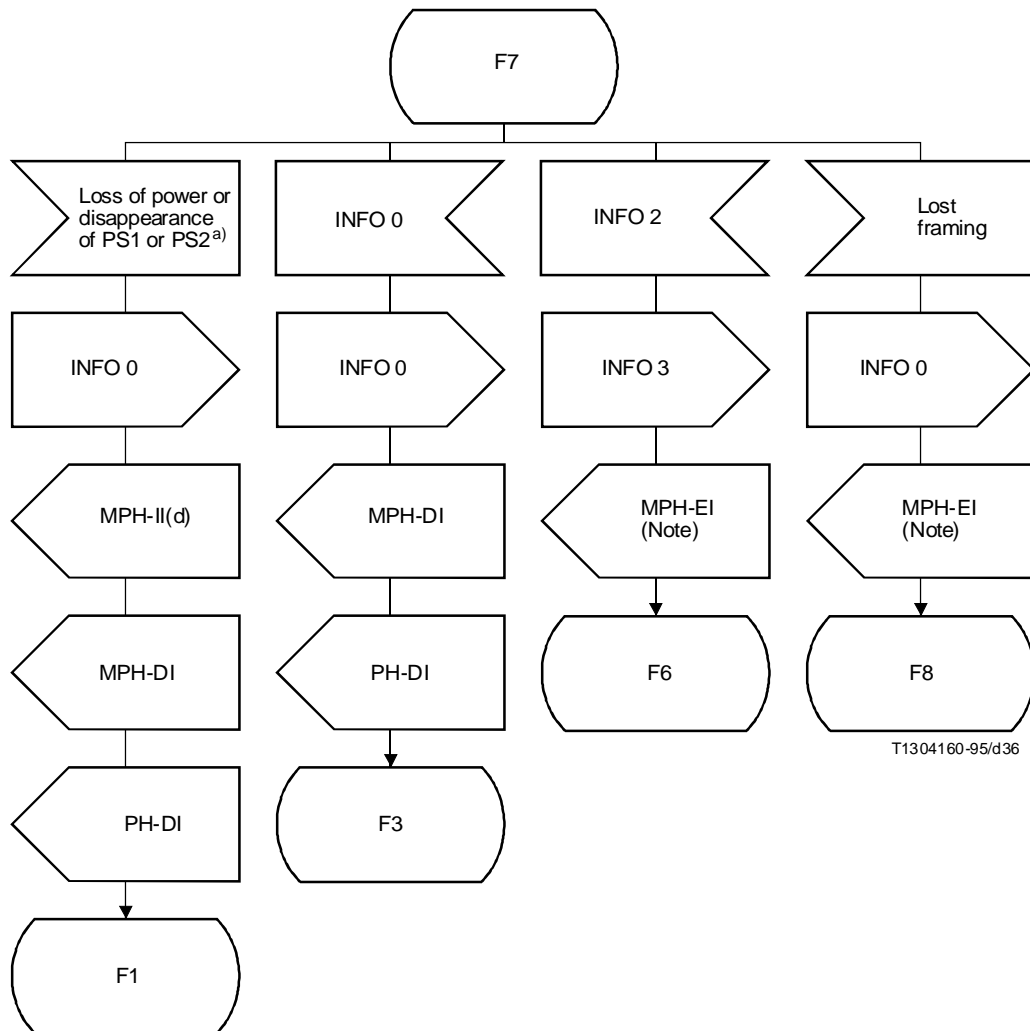 F7
Loss of power or
disappearance
of PS1 or PS2a)
INFO 0
INFO 2
Lost
framing
INFO 0
INFO 0
INFO 3
INFO 0
MPH-II(d)
MPH-DI
MPH-EI
(Note)
MPH-EI
(Note)
MPH-DI
PH-DI
F6
F8
T1304160-95/d36
PH-DI
F3
F1